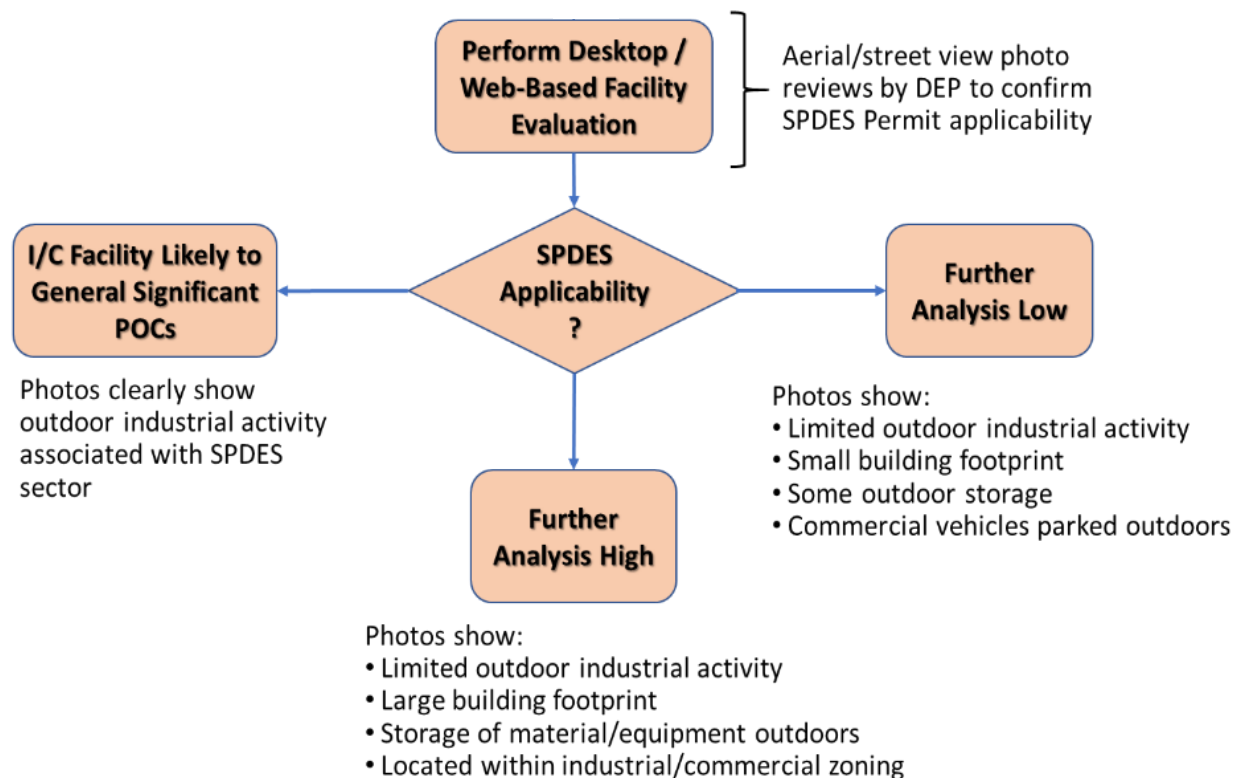 Perform Desktop /
Web-Based Facility
Evaluation
Aerial/street view photo
reviews by DEP to confirm
SPDES Permit applicability
I/C Facility Likely to
General Significant
POCs
SPDES
Applicability
?
Further
Analysis Low
Photos clearly show
outdoor industrial activity
associated with SPDES
sector
Photos show:
• Limited outdoor industrial activity
• Small building footprint
• Some outdoor storage
• Commercial vehicles parked outdoors
Further
Analysis High
Photos show:
• Limited outdoor industrial activity
• Large building footprint
• Storage of material/equipment outdoors
• Located within industrial/commercial zoning